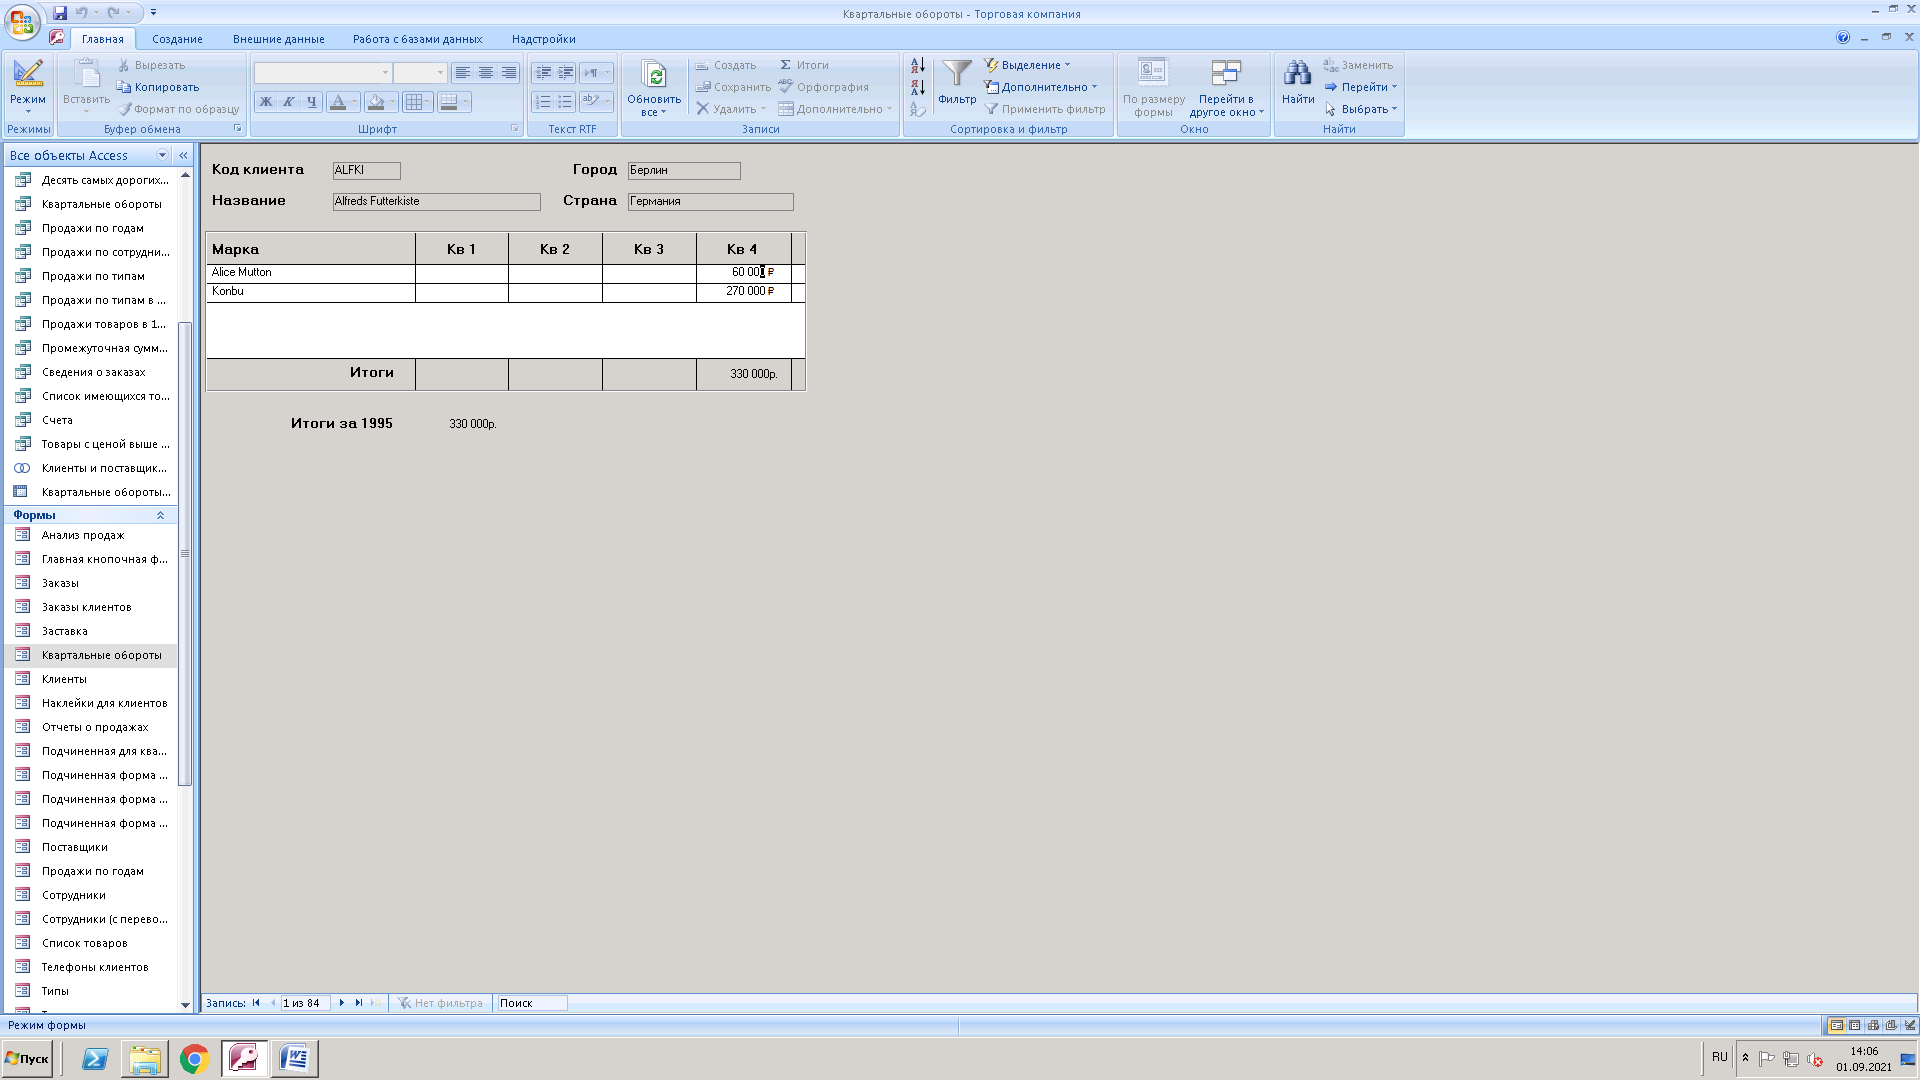 Квартальные обороты - Торговая компания
Главная Создание Внешние данные Работа с базами данных Надстройки
Режим
Режимы
Вставить
Вырезать
Копировать
Формат по образцу
Буфер обмена
Ж К Ч
Шрифт
Текст RTF
Обновить все
Создать
Сохранить
Удалить
Итоги
Орфография
Дополнительно
Записи
Фильтр
Выделение
Дополнительно
Применить фильтр
Сортировка и фильтр
По размеру формы
Перейти в другое окно
Окно
Найти
Заменить
Перейти
Выбрать
Найти
Все объекты Access
Десять самых дорогих...
Квартальные обороты
Продажи по годам
Продажи по сотрудни...
Продажи по типам
Продажи по типам в ...
Продажи товаров в 1...
Промежуточная сумм...
Сведения о заказах
Список имеющихся то...
Счета
Товары с ценой выше ...
Клиенты и поставщик...
Квартальные обороты...
Формы
Анализ продаж
Главная кнопочная ф...
Заказы
Заказы клиентов
Заставка
Квартальные обороты
Клиенты
Наклейки для клиентов
Отчеты о продажах
Подчиненная для ква...
Подчиненная форма ...
Подчиненная форма ...
Подчиненная форма ...
Поставщики
Продажи по годам
Сотрудники
Сотрудники (с перево...
Список товаров
Телефоны клиентов
Типы
Код клиента ALFKI Город Берлин
Название Alfreds Futterkiste Страна Германия
Марка Кв 1 Кв 2 Кв 3 Кв 4
Alice Mutton 60 000 ₽
Konbu 270 000 ₽
Итоги 330 000р.
Итоги за 1995 330 000р.
Запись: 1 из 84 Нет фильтра Поиск
Режим формы
Пуск
RU
14:06
01.09.2021